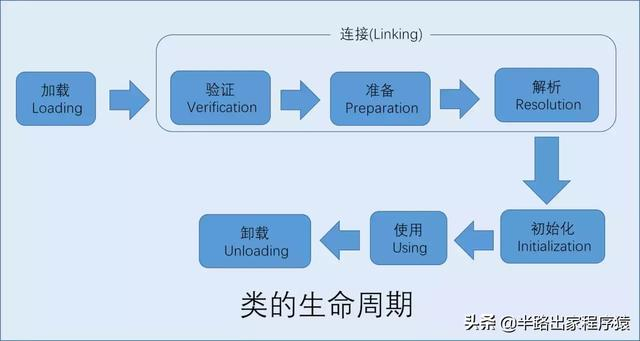 连接(Linking)
加载
Loading
验证
Verification
准备
Preparation
解析
Resolution
初始化
Initialization
使用
Using
卸载
Unloading
类的生命周期
头条 @半路出家程序猿